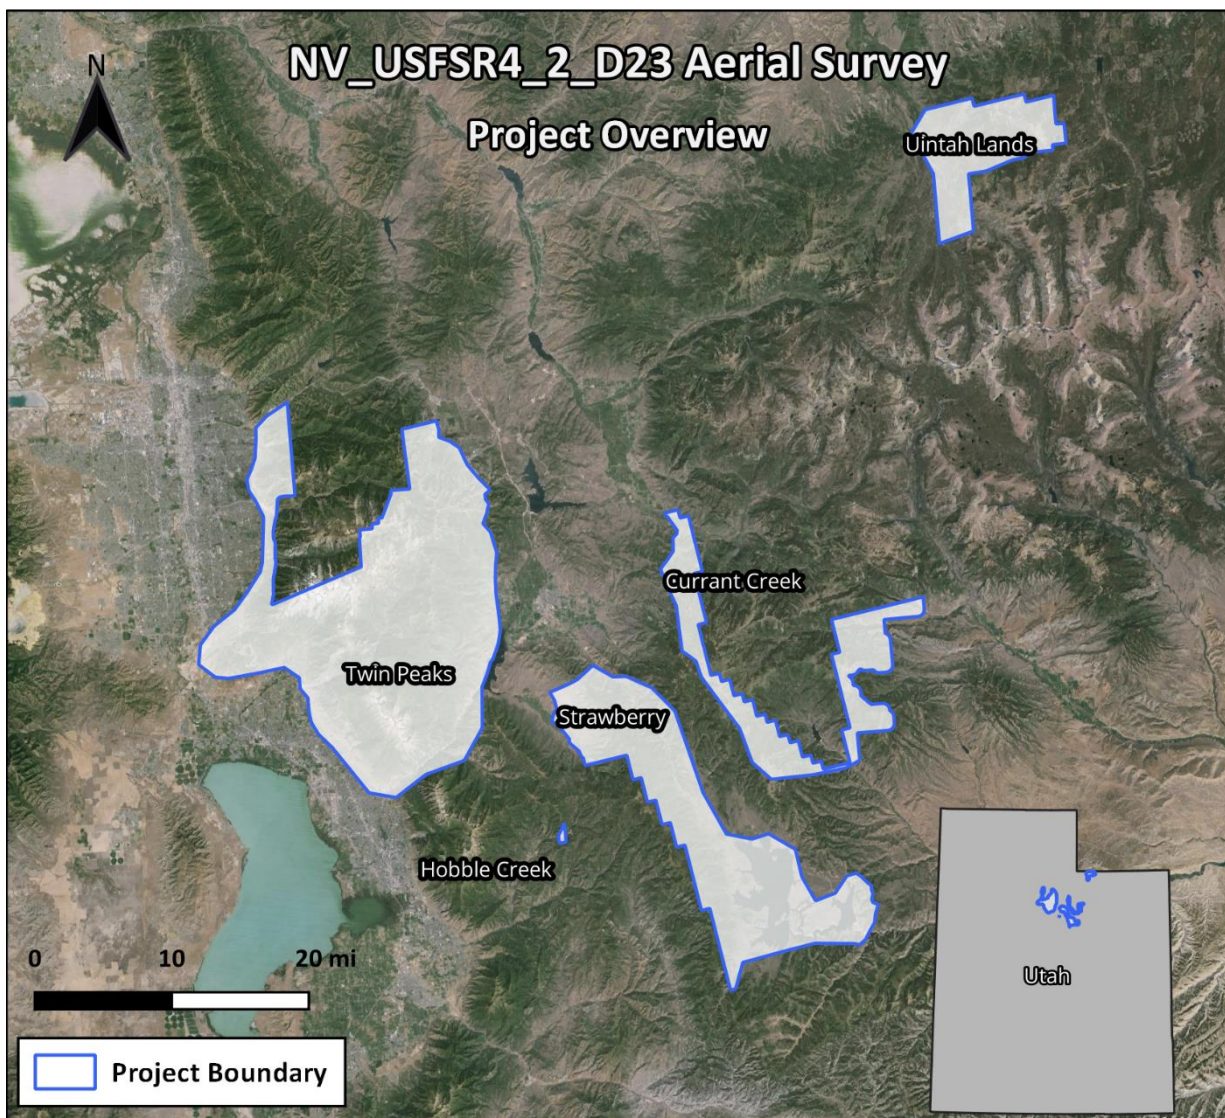 N
NV_USFSR4_2_D23 Aerial Survey
Project Overview
Uintah Lands
Currant Creek
Twin Peaks
Strawberry
Hobble Creek
0 10 20 mi
Utah
Project Boundary